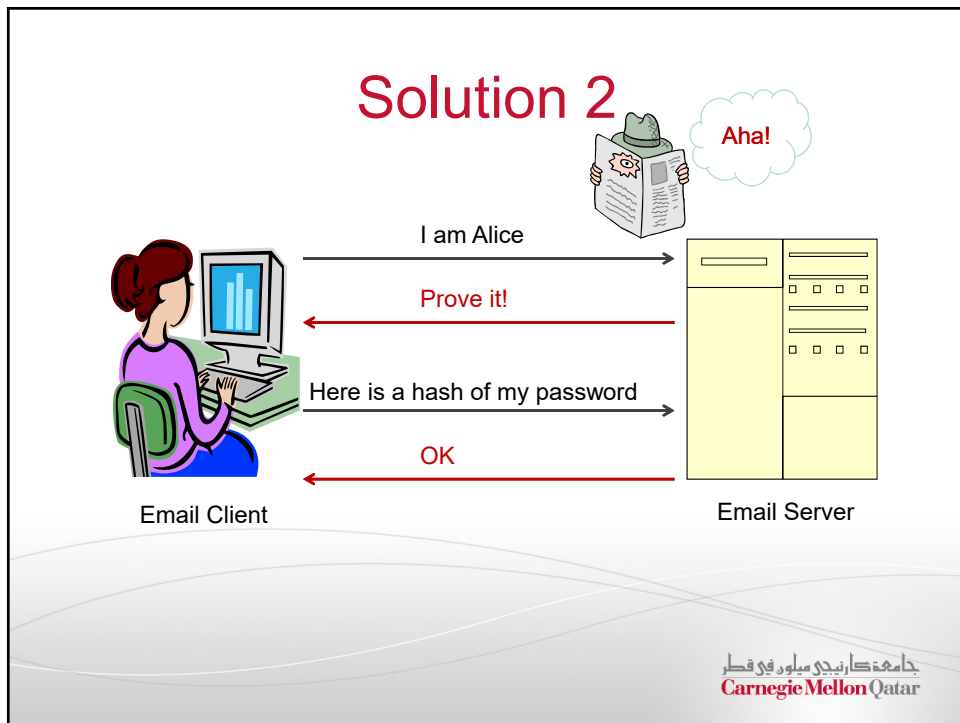 Solution 2
Aha!
I am Alice
Prove it!
Here is a hash of my password
OK
Email Client
Email Server
جامعة كارنيجي ميلون في قطر
Carnegie Mellon Qatar